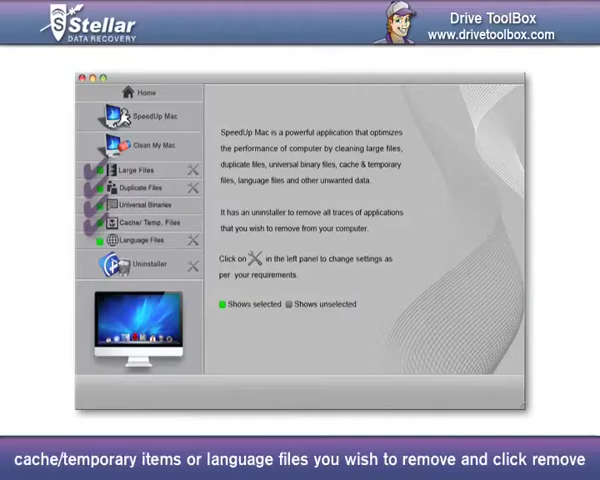 Stellar
DATA RECOVERY
Drive ToolBox
www.drivetoolbox.com
Home
SpeedUp Mac
Clean My Mac
Large Files
Duplicate Files
Universal Binaries
Cache/ Temp. Files
Language Files
Uninstaller
SpeedUp Mac is a powerful application that optimizes
the performance of computer by cleaning large files,
duplicate files, universal binary files, cache & temporary
files, language files and other unwanted data.
It has an uninstaller to remove all traces of applications
that you wish to remove from your computer.
Click on in the left panel to change settings as
per your requirements.
Shows selected Shows unselected
cache/temporary items or language files you wish to remove and click remove